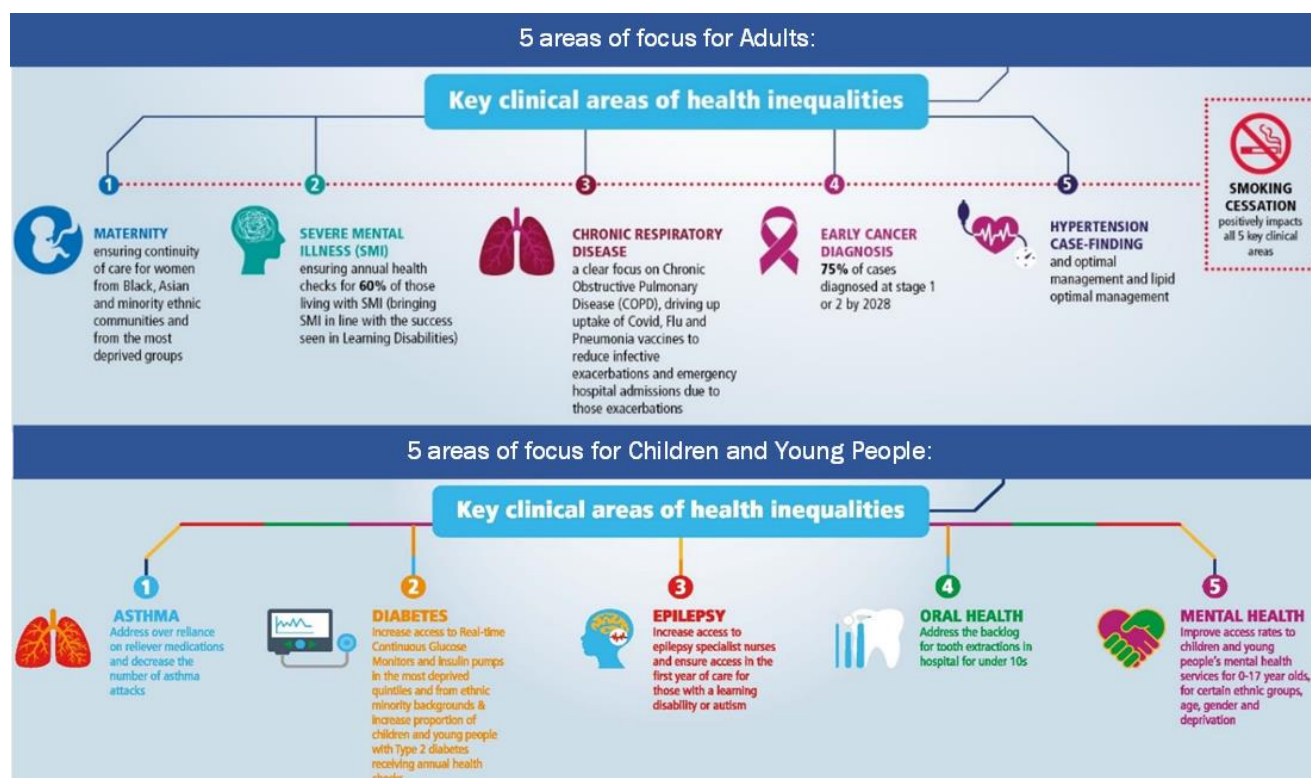 5 areas of focus for Adults:
Key clinical areas of health inequalities
1
MATERNITY
ensuring continuity
of care for women
from Black, Asian
and minority ethnic
communities and
from the most
deprived groups
2
SEVERE MENTAL
ILLNESS (SMI)
ensuring annual health
checks for 60% of those
living with SMI (bringing
SMI in line with the success
seen in Learning Disabilities)
3
CHRONIC RESPIRATORY
DISEASE
a clear focus on Chronic
Obstructive Pulmonary
Disease (COPD), driving up
uptake of Covid, Flu and
Pneumonia vaccines to
reduce infective
exacerbations and emergency
hospital admissions due to
those exacerbations
4
EARLY CANCER
DIAGNOSIS
75% of cases
diagnosed at stage 1
or 2 by 2028
5
HYPERTENSION
CASE-FINDING
and optimal
management and lipid
optimal management
SMOKING
CESSATION
positively impacts
all 5 key clinical
areas
5 areas of focus for Children and Young People:
Key clinical areas of health inequalities
1
ASTHMA
Address over reliance
on reliever medications
and decrease the
number of asthma
attacks
2
DIABETES
Increase access to Real-time
Continuous Glucose
Monitors and Insulin pumps
in the most deprived
quintiles and from ethnic
minority backgrounds &
increase proportion of
children and young people
with Type 2 diabetes
receiving annual health
3
EPILEPSY
Increase access to
epilepsy specialist nurses
and ensure access in the
first year of care for
those with a learning
disability or autism
4
ORAL HEALTH
Address the backlog
for tooth extractions in
hospital for under 10s
5
MENTAL HEALTH
Improve access rates to
children and young
people's mental health
services for 0-17 year olds,
for certain ethnic groups,
age, gender and
deprivation